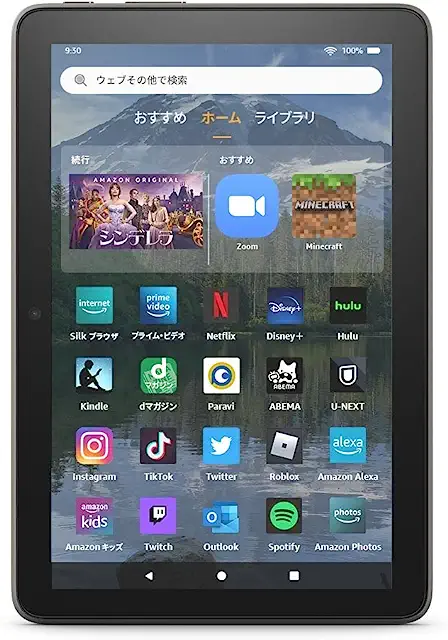 9:30
100%
ウェブその他で検索
おすすめ ホーム ライブラリ
続行
おすすめ
AMAZON ORIGINAL
シンデレラ
MINECRAFT
Zoom
Minecraft
internet
prime video
Disney+
hulu
Silk ブラウザ
プライム・ビデオ
Netflix
Disney+
Hulu
d
マガジン
ABEMA
Kindle
dマガジン
Paravi
ABEMA
U-NEXT
alexa
Instagram
TikTok
Twitter
Roblox
Amazon Alexa
amazon kids
photos
Amazon キッズ
Twitch
Outlook
Spotify
Amazon Photos